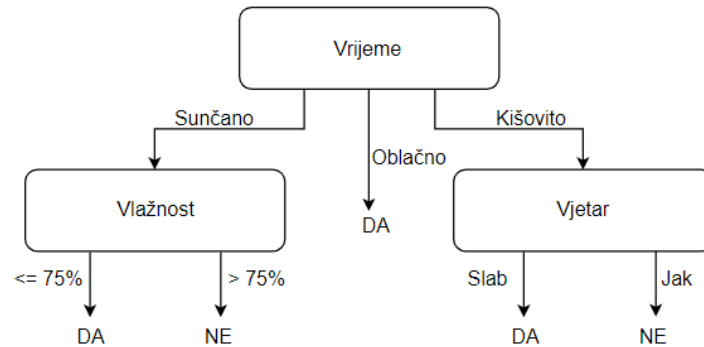 Vrijeme
Sunčano
Oblačno
Kišovito
Vlažnost
DA
Vjetar
<= 75%
> 75%
Slab
Jak
DA
NE
DA
NE